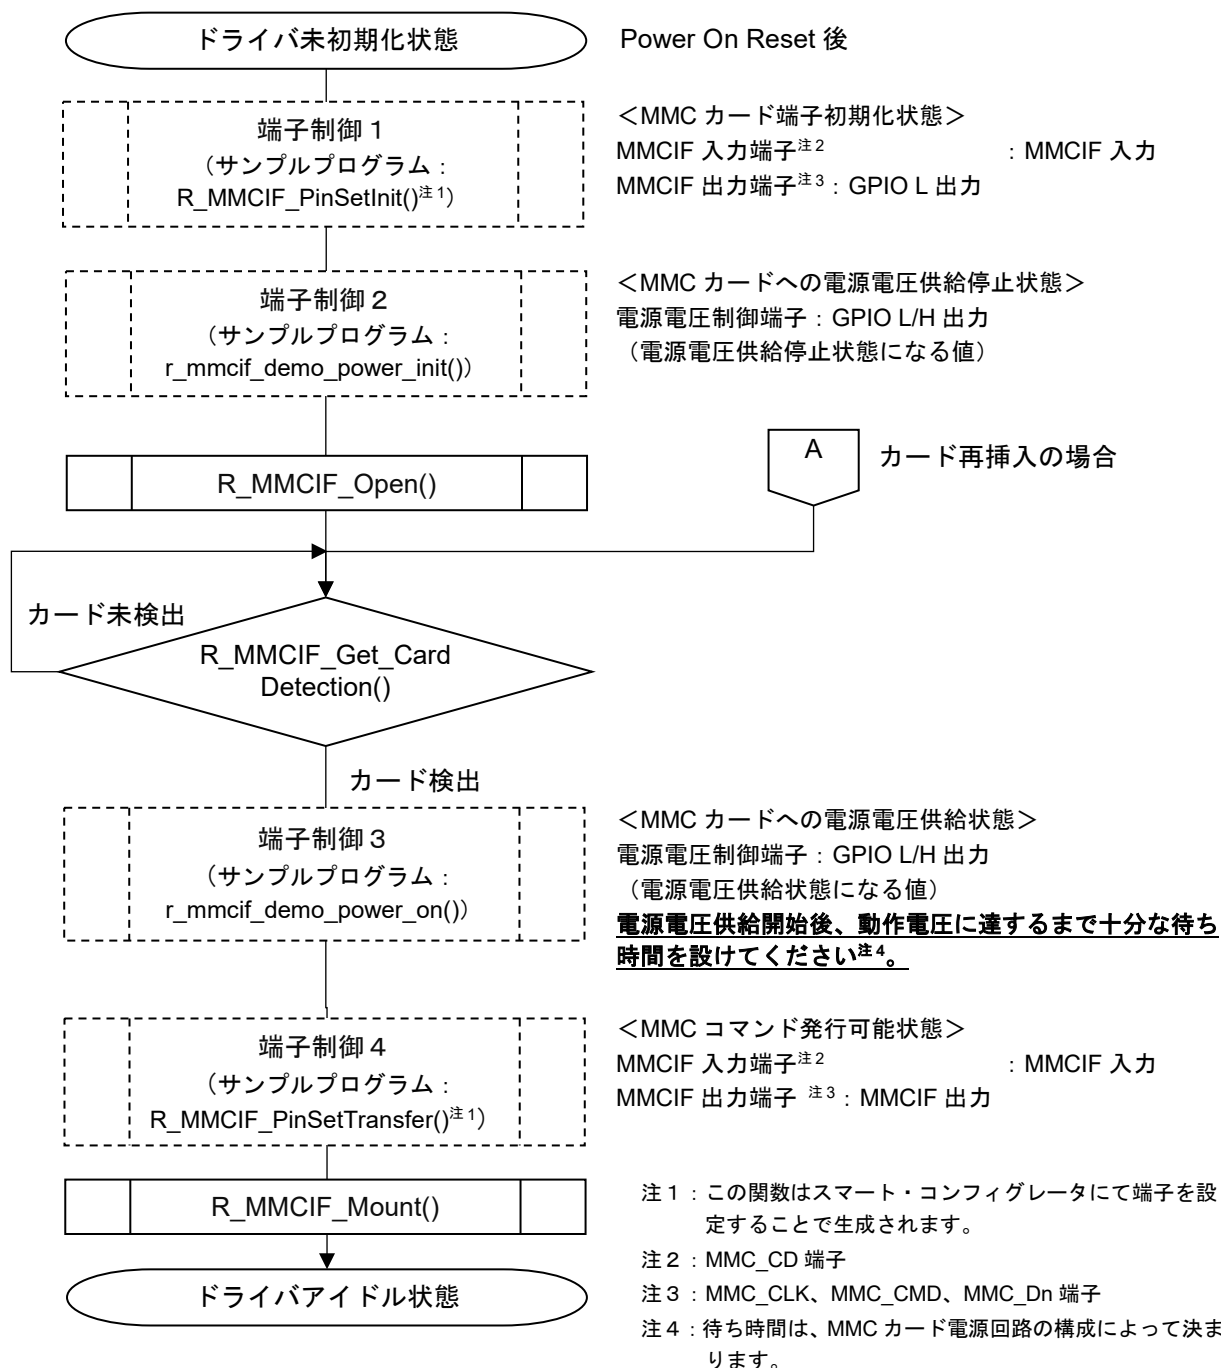 ドライバ未初期化状態
Power On Reset 後
端子制御１
（サンプルプログラム：
R_MMCIF_PinSetInit()注1）
＜MMC カード端子初期化状態＞
MMCIF 入力端子注2 ：MMCIF 入力
MMCIF 出力端子注3：GPIO L 出力
端子制御２
（サンプルプログラム：
r_mmcif_demo_power_init()）
＜MMC カードへの電源電圧供給停止状態＞
電源電圧制御端子：GPIO L/H 出力
（電源電圧供給停止状態になる値）
R_MMCIF_Open()
A
カード再挿入の場合
カード未検出
R_MMCIF_Get_Card
Detection()
カード検出
端子制御３
（サンプルプログラム：
r_mmcif_demo_power_on()）
＜MMC カードへの電源電圧供給状態＞
電源電圧制御端子：GPIO L/H 出力
（電源電圧供給状態になる値）
電源電圧供給開始後、動作電圧に達するまで十分な待ち
時間を設けてください注4。
端子制御４
（サンプルプログラム：
R_MMCIF_PinSetTransfer()注1）
＜MMC コマンド発行可能状態＞
MMCIF 入力端子注2 ：MMCIF 入力
MMCIF 出力端子 注3：MMCIF 出力
R_MMCIF_Mount()
ドライバアイドル状態
注１：この関数はスマート・コンフィグレータにて端子を設
定することで生成されます。
注２：MMC_CD 端子
注３：MMC_CLK、MMC_CMD、MMC_Dn 端子
注４：待ち時間は、MMC カード電源回路の構成によって決ま
ります。